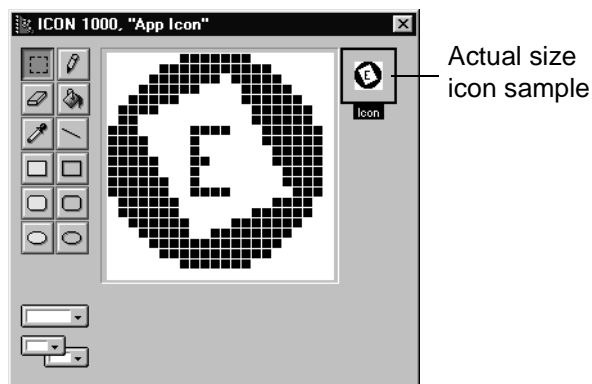 ICON 1000, "App Icon"
E
E
Icon
Actual size
icon sample